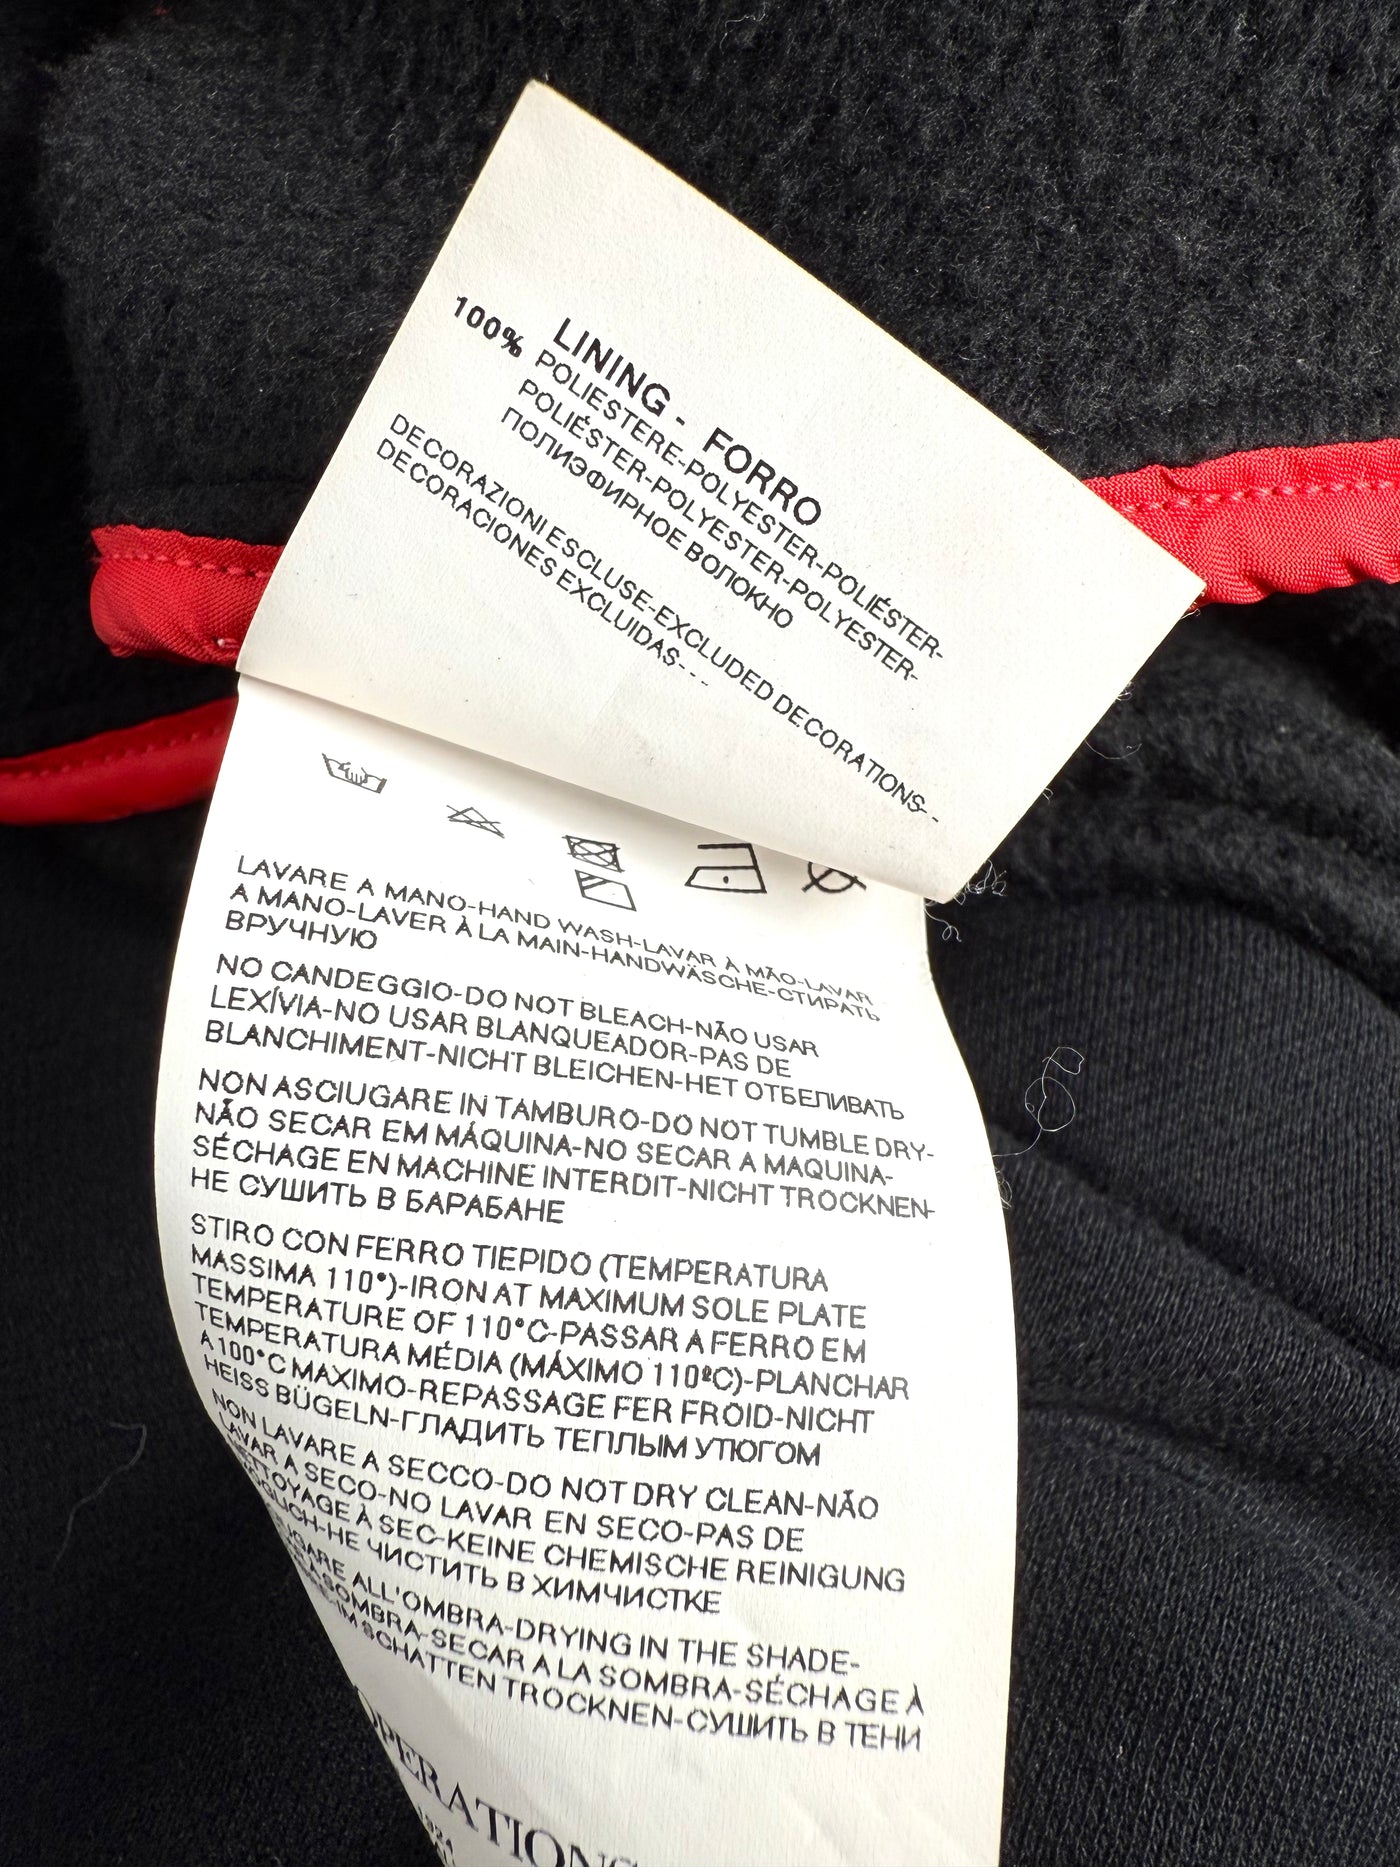 LINING - FORRO
100% POLIESTERE-POLYESTER-POLIÉSTER-
POLIÉSTER-POLYESTER-POLYESTER-
ПОЛИЭФИРНОЕ ВОЛОКНО
DECORAZIONI ESCLUSE-EXCLUDED DECORATIONS--
DECORACIONES EXCLUIDAS---
LAVARE A MANO-HAND WASH-LAVAR À MÃO-LAVAR
A MANO-LAVER À LA MAIN-HANDWÄSCHE-СТИРАТЬ
ВРУЧНУЮ
NO CANDEGGIO-DO NOT BLEACH-NÃO USAR
LEXÍVIA-NO USAR BLANQUEADOR-PAS DE
BLANCHIMENT-NICHT BLEICHEN-НЕТ ОТБЕЛИВАТЬ
NON ASCIUGARE IN TAMBURO-DO NOT TUMBLE DRY-
NÃO SECAR EM MÁQUINA-NO SECAR A MAQUINA-
SÉCHAGE EN MACHINE INTERDIT-NICHT TROCKNEN-
НЕ СУШИТЬ В БАРАБАНЕ
STIRO CON FERRO TIEPIDO (TEMPERATURA
MASSIMA 110°)-IRON AT MAXIMUM SOLE PLATE
TEMPERATURE OF 110°C-PASSAR A FERRO EM
TEMPERATURA MÉDIA (MÁXIMO 110ºC)-PLANCHAR
A 100°C MAXIMO-REPASSAGE FER FROID-NICHT
HEISS BÜGELN-ГЛАДИТЬ ТЕПЛЫМ УТЮГОМ
NON LAVARE A SECCO-DO NOT DRY CLEAN-NÃO
LAVAR A SECO-NO LAVAR EN SECO-PAS DE
NETTOYAGE À SEC-KEINE CHEMISCHE REINIGUNG
НЕ ЧИСТИТЬ В ХИМЧИСТКЕ
ALL'OMBRA-DRYING IN THE SHADE-
SOMBRA-SECAR A LA SOMBRA-SÉCHAGE À
IM SCHATTEN TROCKNEN-СУШИТЬ В ТЕНИ
OPERATIONS
1924